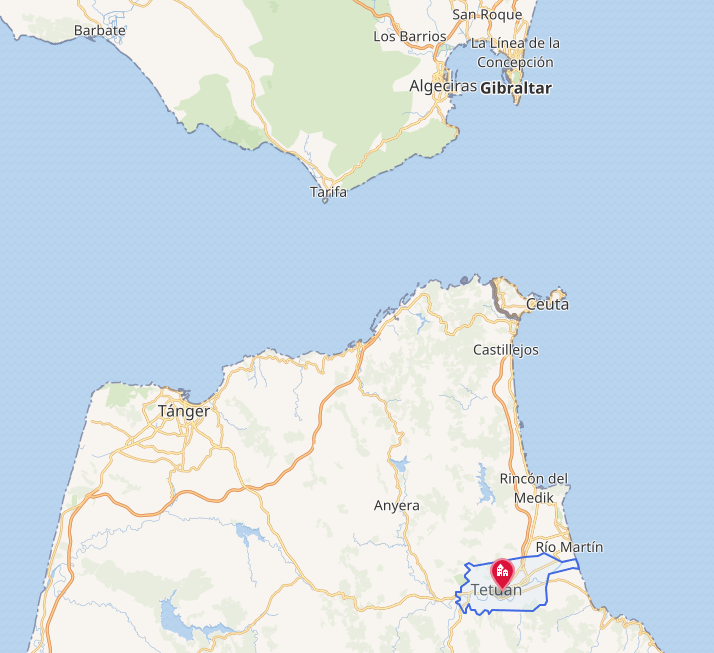 San Roque
Barbate
Los Barrios
La Línea de la
Concepción
Algeciras
Gibraltar
Tarifa
Ceuta
Castillejos
Tánger
Rincón del
Medik
Anyera
Río Martín
Tetuán